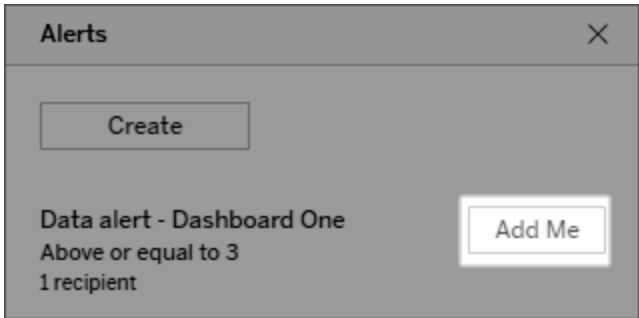 Alerts
Create
Data alert - Dashboard One
Add Me
Above or equal to 3
1 recipient